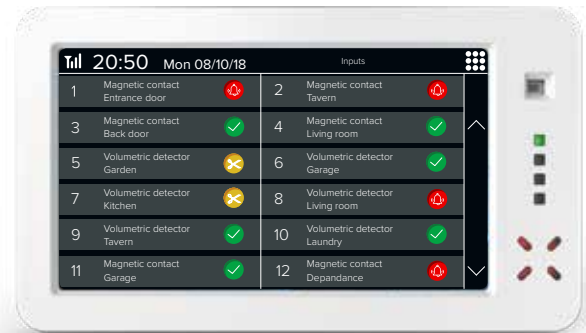 20:50 Mon 08/10/18 Inputs
1 Magnetic contact
Entrance door
2 Magnetic contact
Tavern
3 Magnetic contact
Back door
4 Magnetic contact
Living room
5 Volumetric detector
Garden
6 Volumetric detector
Garage
7 Volumetric detector
Kitchen
8 Volumetric detector
Living room
9 Volumetric detector
Tavern
10 Volumetric detector
Laundry
11 Magnetic contact
Garage
12 Magnetic contact
Depandance